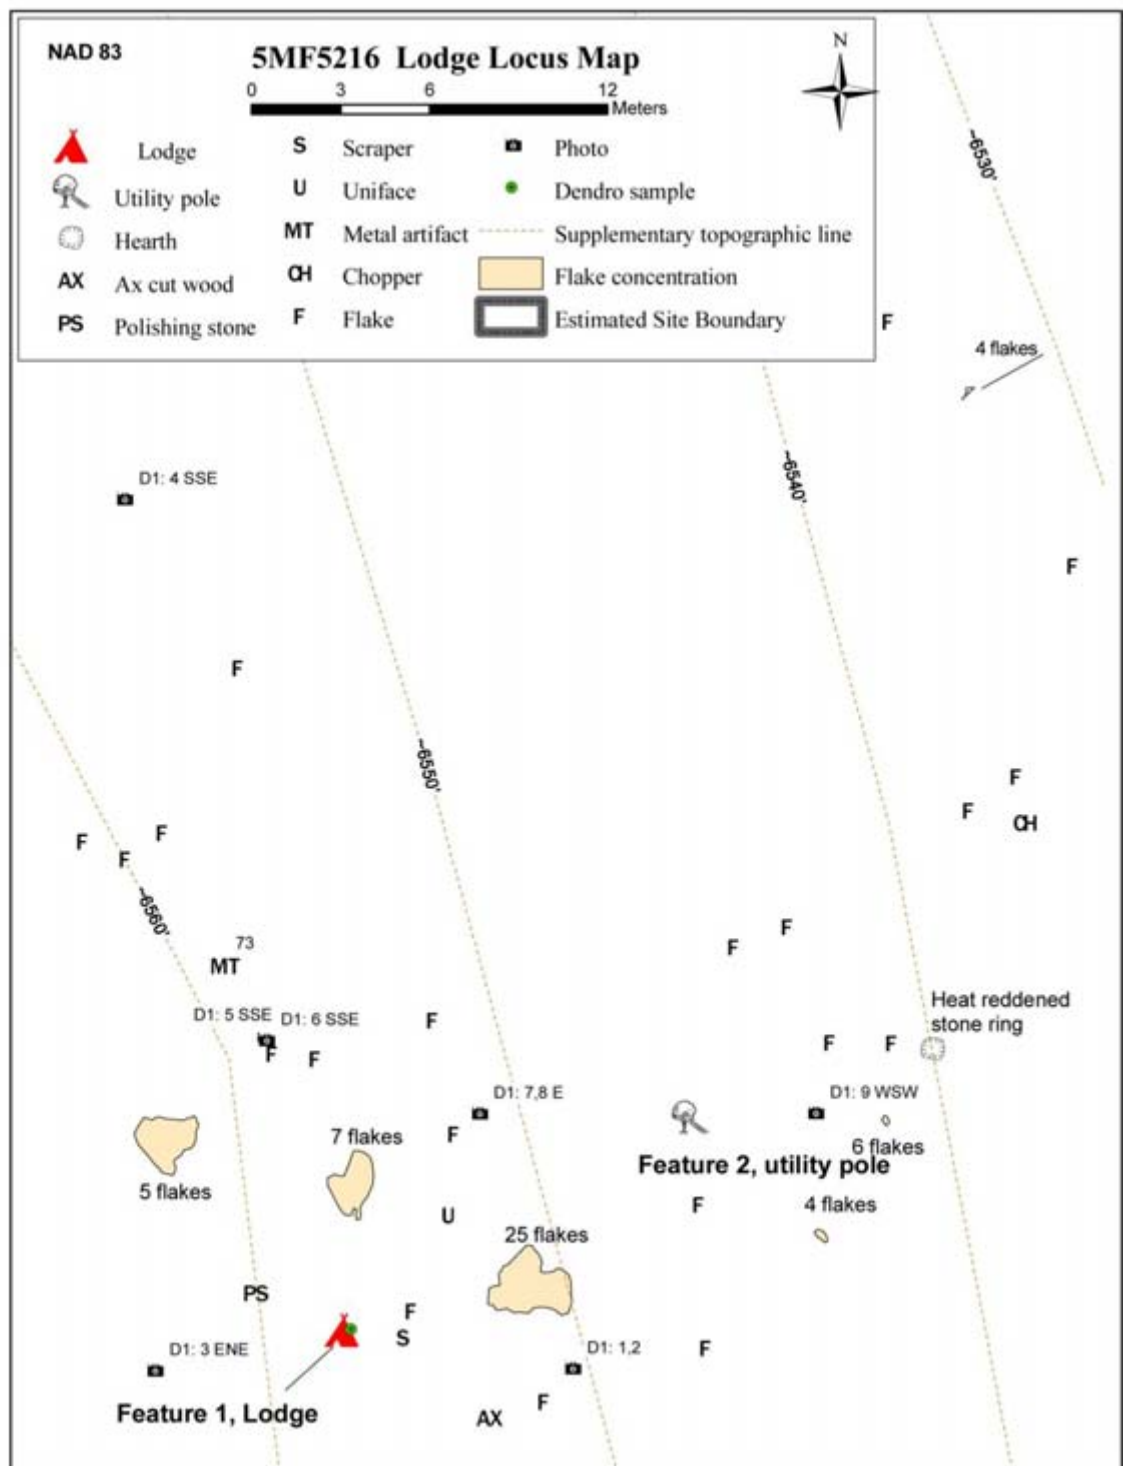 NAD 83
5MF5216 Lodge Locus Map
N
0 3 6 12
Meters
Lodge
Utility pole
Hearth
AX Ax cut wood
PS Polishing stone
S Scraper
U Uniface
MT Metal artifact
CH Chopper
F Flake
Photo
Dendro sample
Supplementary topographic line
Flake concentration
Estimated Site Boundary
~6530'
F
4 flakes
~6540'
D1: 4 SSE
F
F
~6550'
F
F
CH
F
F
F
~6560'
F
F
73
MT
Heat reddened
stone ring
D1: 5 SSE
D1: 6 SSE
F
F
F
F
F
D1: 7,8 E
D1: 9 WSW
F
7 flakes
6 flakes
Feature 2, utility pole
5 flakes
F
4 flakes
U
25 flakes
PS
F
S
D1: 3 ENE
D1: 1,2
F
Feature 1, Lodge
F
AX